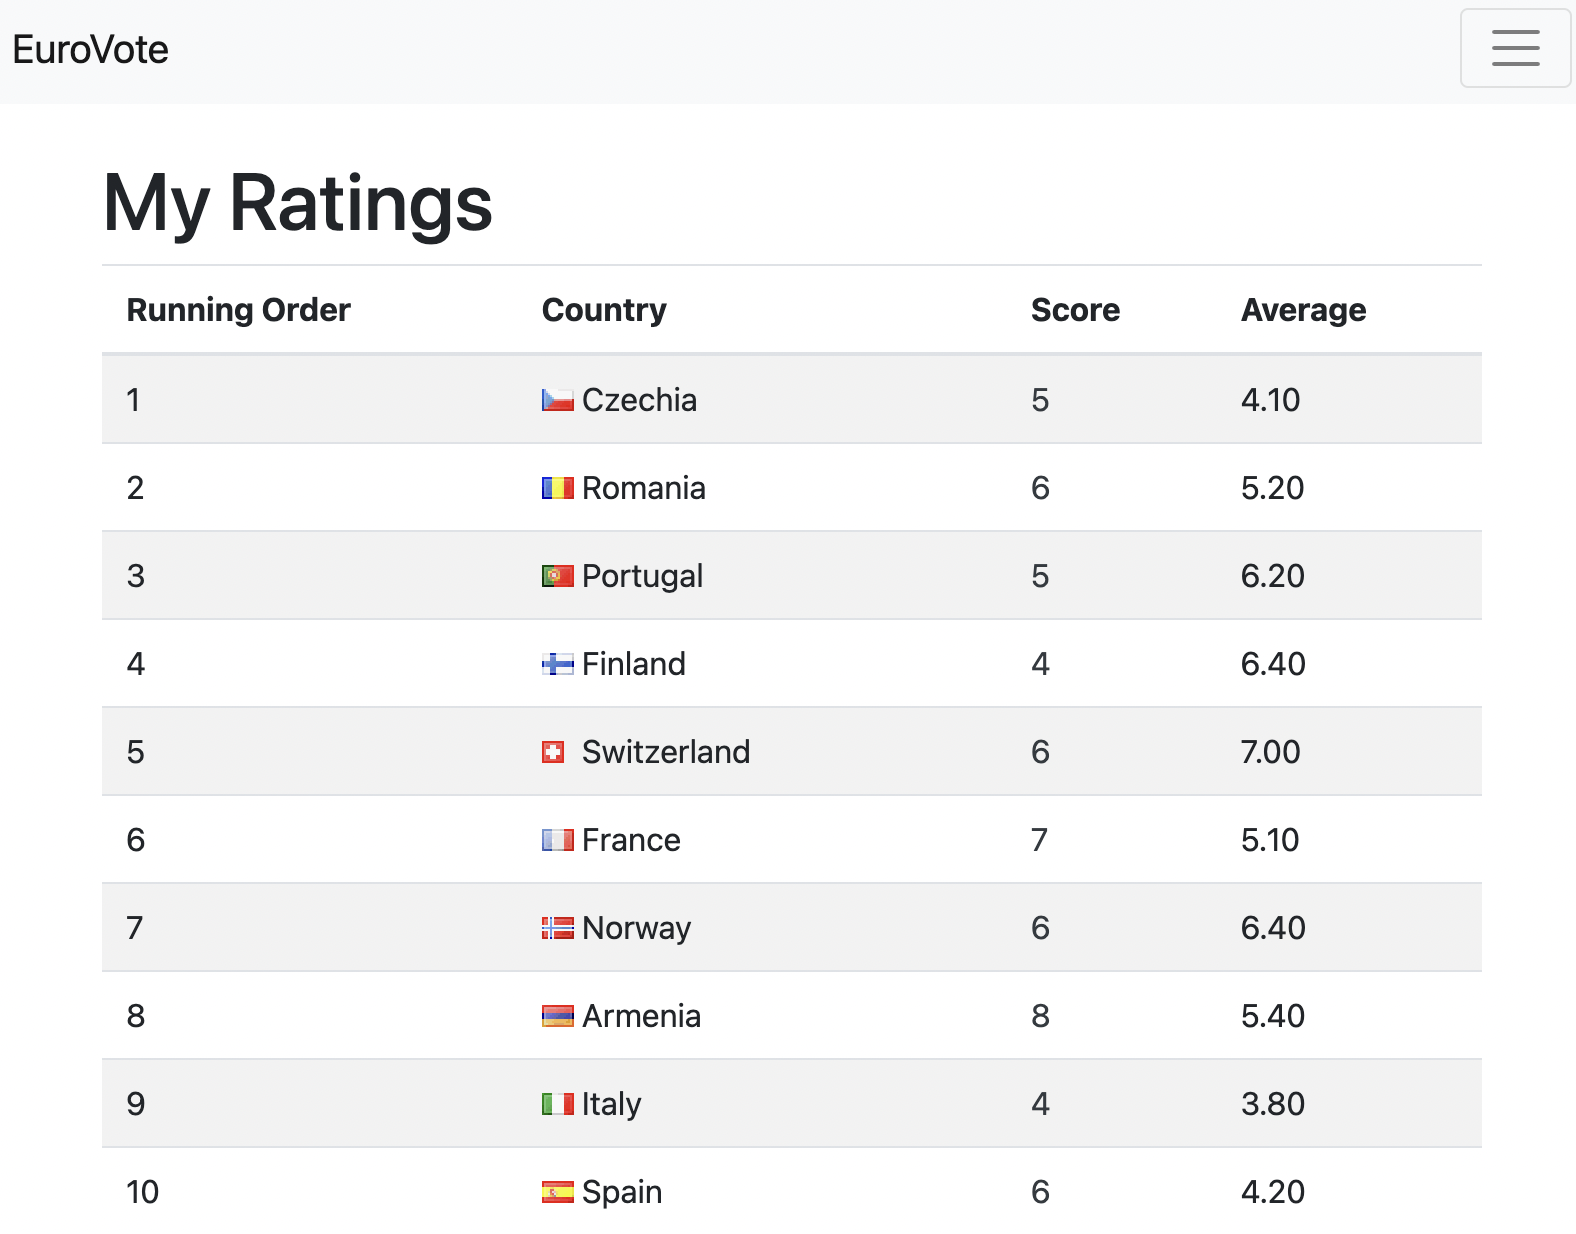 EuroVote
My Ratings
Running Order Country Score Average
1 Czechia 5 4.10
2 Romania 6 5.20
3 Portugal 5 6.20
4 Finland 4 6.40
5 Switzerland 6 7.00
6 France 7 5.10
7 Norway 6 6.40
8 Armenia 8 5.40
9 Italy 4 3.80
10 Spain 6 4.20